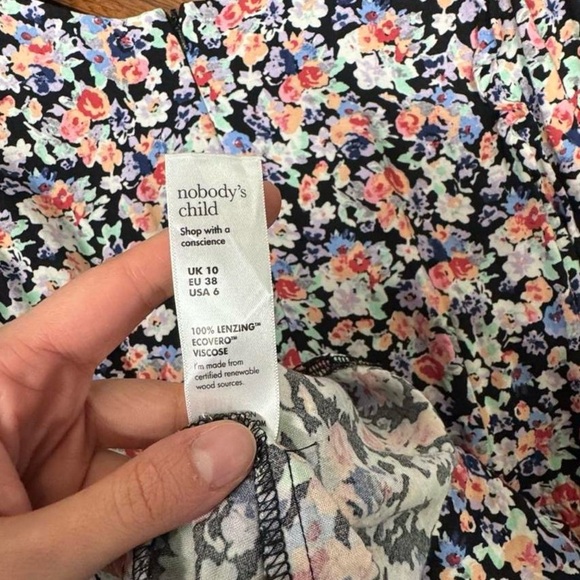 nobody's
child
Shop with a
conscience
UK 10
EU 38
USA 6
100% LENZING™
ECOVERO™
VISCOSE
I'm made from
certified renewable
wood sources.